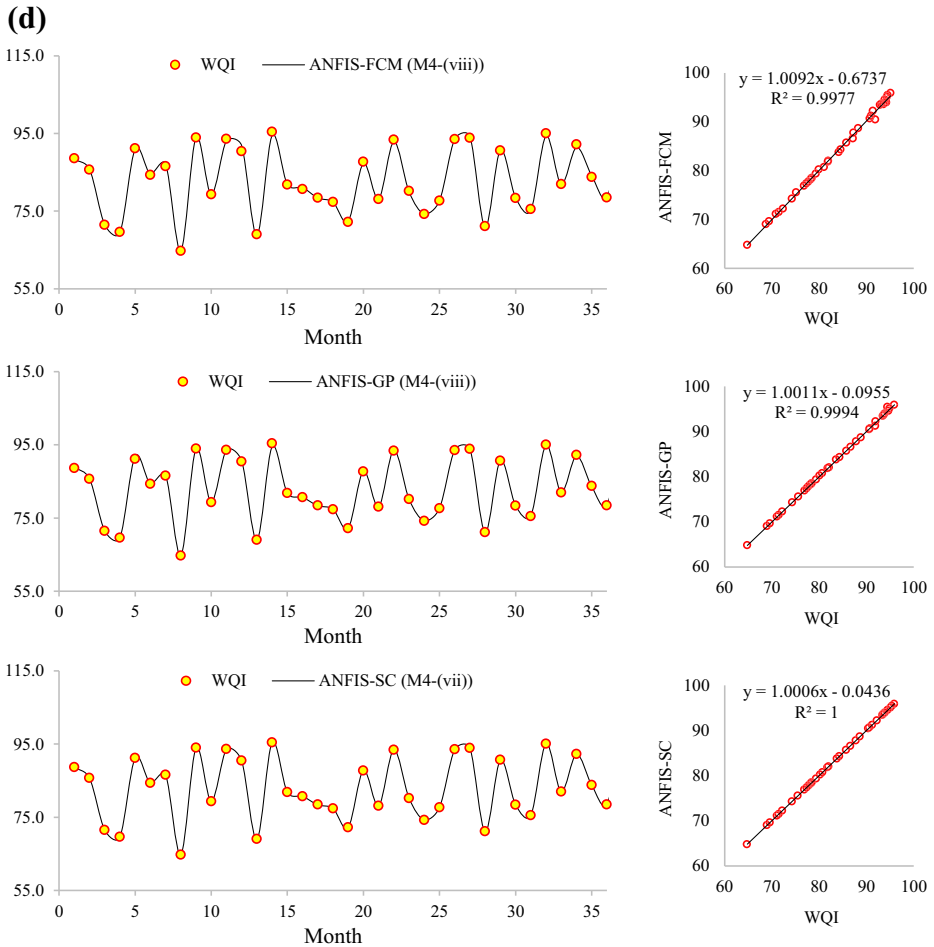 (d)
WQI ANFIS-FCM (M4-(viii))
115.0
95.0
75.0
55.0
0 5 10 15 20 25 30 35
Month
y = 1.0092x - 0.6737
R² = 0.9977
ANFIS-FCM
100
90
80
70
60
60 70 80 90 100
WQI
WQI ANFIS-GP (M4-(viii))
115.0
95.0
75.0
55.0
0 5 10 15 20 25 30 35
Month
y = 1.0011x - 0.0955
R² = 0.9994
ANFIS-GP
100
90
80
70
60
60 70 80 90 100
WQI
WQI ANFIS-SC (M4-(vii))
115.0
95.0
75.0
55.0
0 5 10 15 20 25 30 35
Month
y = 1.0006x - 0.0436
R² = 1
ANFIS-SC
100
90
80
70
60
60 70 80 90 100
WQI